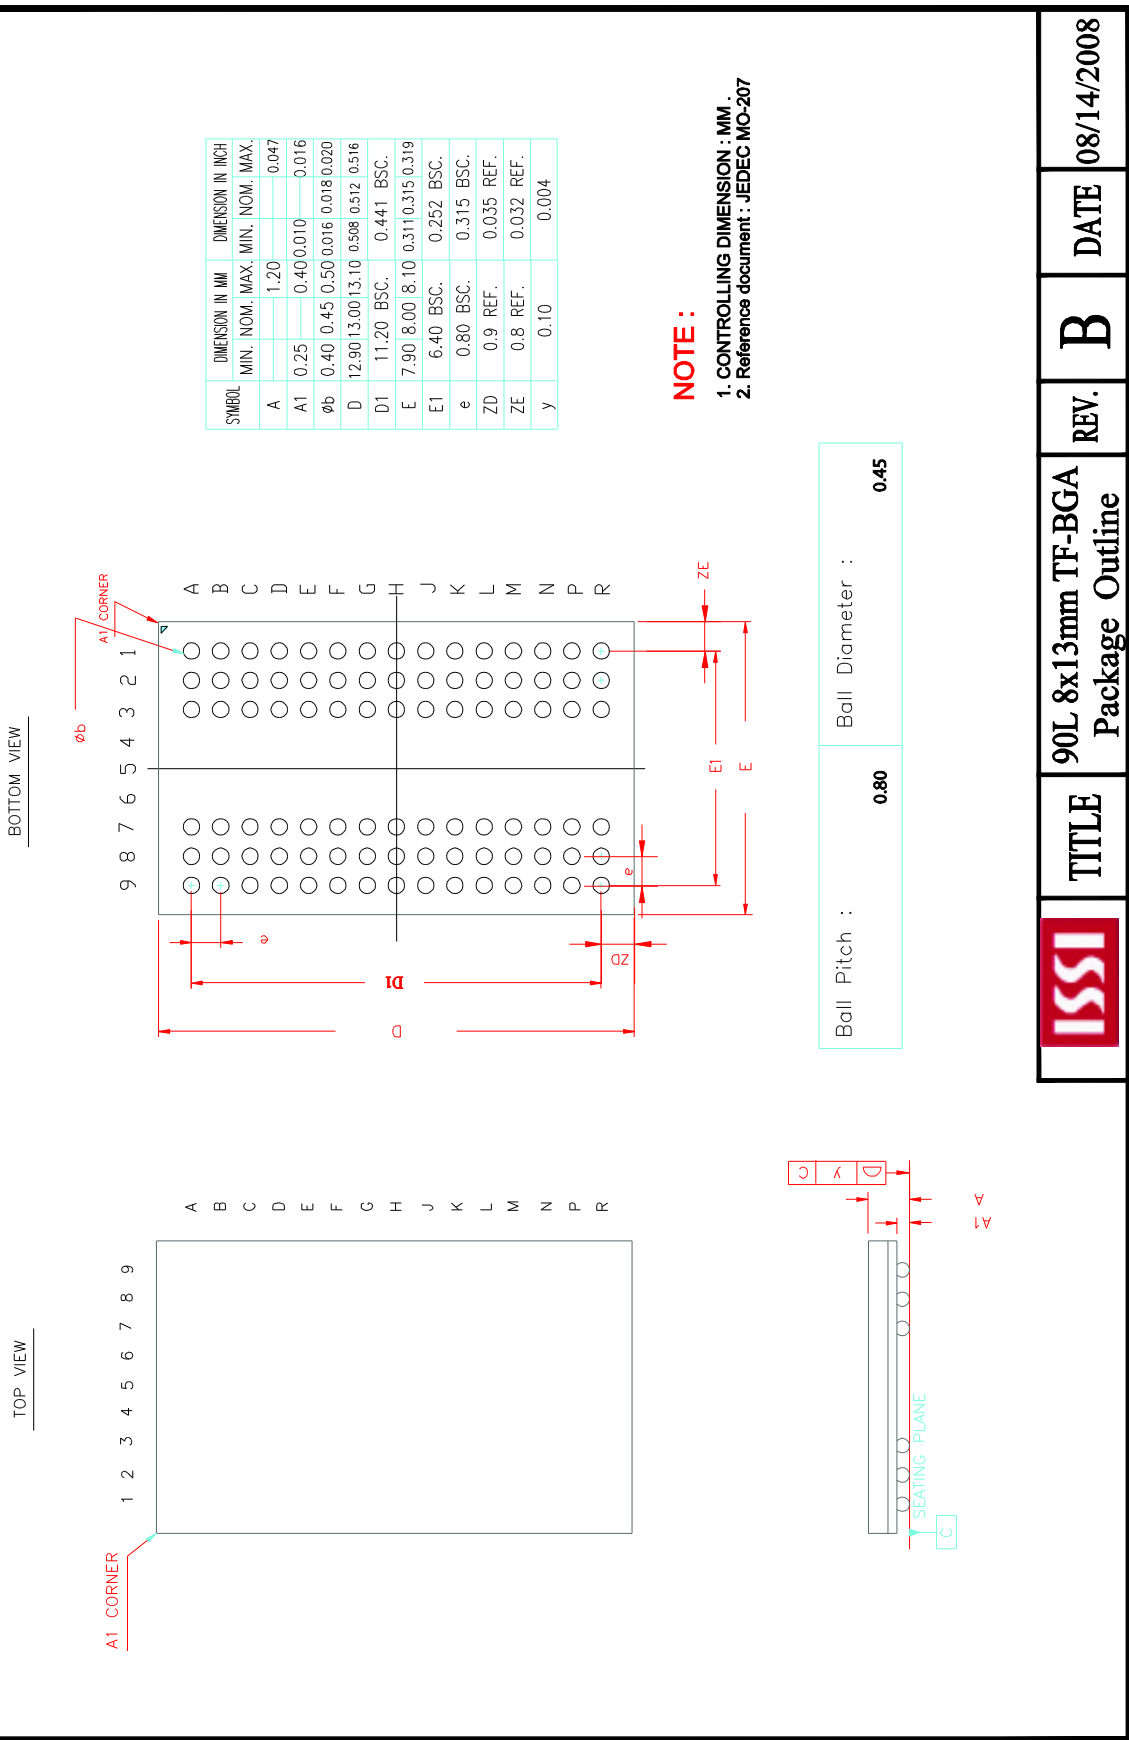 TOP VIEW
A1 CORNER
1 2 3 4 5 6 7 8 9
A
B
C
D
E
F
G
H
J
K
L
M
N
P
R
BOTTOM VIEW
Øb
A1 CORNER
9 8 7 6 5 4 3 2 1
A
B
C
D
E
F
G
H
J
K
L
M
N
P
R
e
D1
D
ZD
e
E1
E
ZE
SYMBOL DIMENSION IN MM DIMENSION IN INCH
MIN. NOM. MAX. MIN. NOM. MAX.
A 1.20 0.047
A1 0.25 0.40 0.010 0.016
Øb 0.40 0.45 0.50 0.016 0.018 0.020
D 12.90 13.00 13.10 0.508 0.512 0.516
D1 11.20 BSC. 0.441 BSC.
E 7.90 8.00 8.10 0.311 0.315 0.319
E1 6.40 BSC. 0.252 BSC.
e 0.80 BSC. 0.315 BSC.
ZD 0.9 REF. 0.035 REF.
ZE 0.8 REF. 0.032 REF.
y 0.10 0.004
NOTE :
1. CONTROLLING DIMENSION : MM .
2. Reference document : JEDEC MO-207
C
SEATING PLANE
C y
A
A1
Ball Pitch : 0.80
Ball Diameter : 0.45
ISSI
TITLE
90L 8x13mm TF-BGA
Package Outline
REV.
B
DATE
08/14/2008